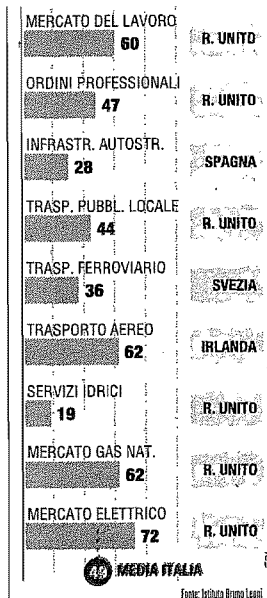 MERCATO DEL LAVORO
60 R. UNITO
ORDINI PROFESSIONALI
47 R. UNITO
INFRASTR. AUTOSTR.
28 SPAGNA
TRASP. PUBBL. LOCALE
44 R. UNITO
TRASP. FERROVIARIO
36 SVEZIA
TRASPORTO AEREO
62 IRLANDA
SERVIZI IDRICI
19 R. UNITO
MERCATO GAS NAT.
62 R. UNITO
MERCATO ELETTRICO
72 R. UNITO
MEDIA ITALIA
Fonte: Istituto Bruno Leoni